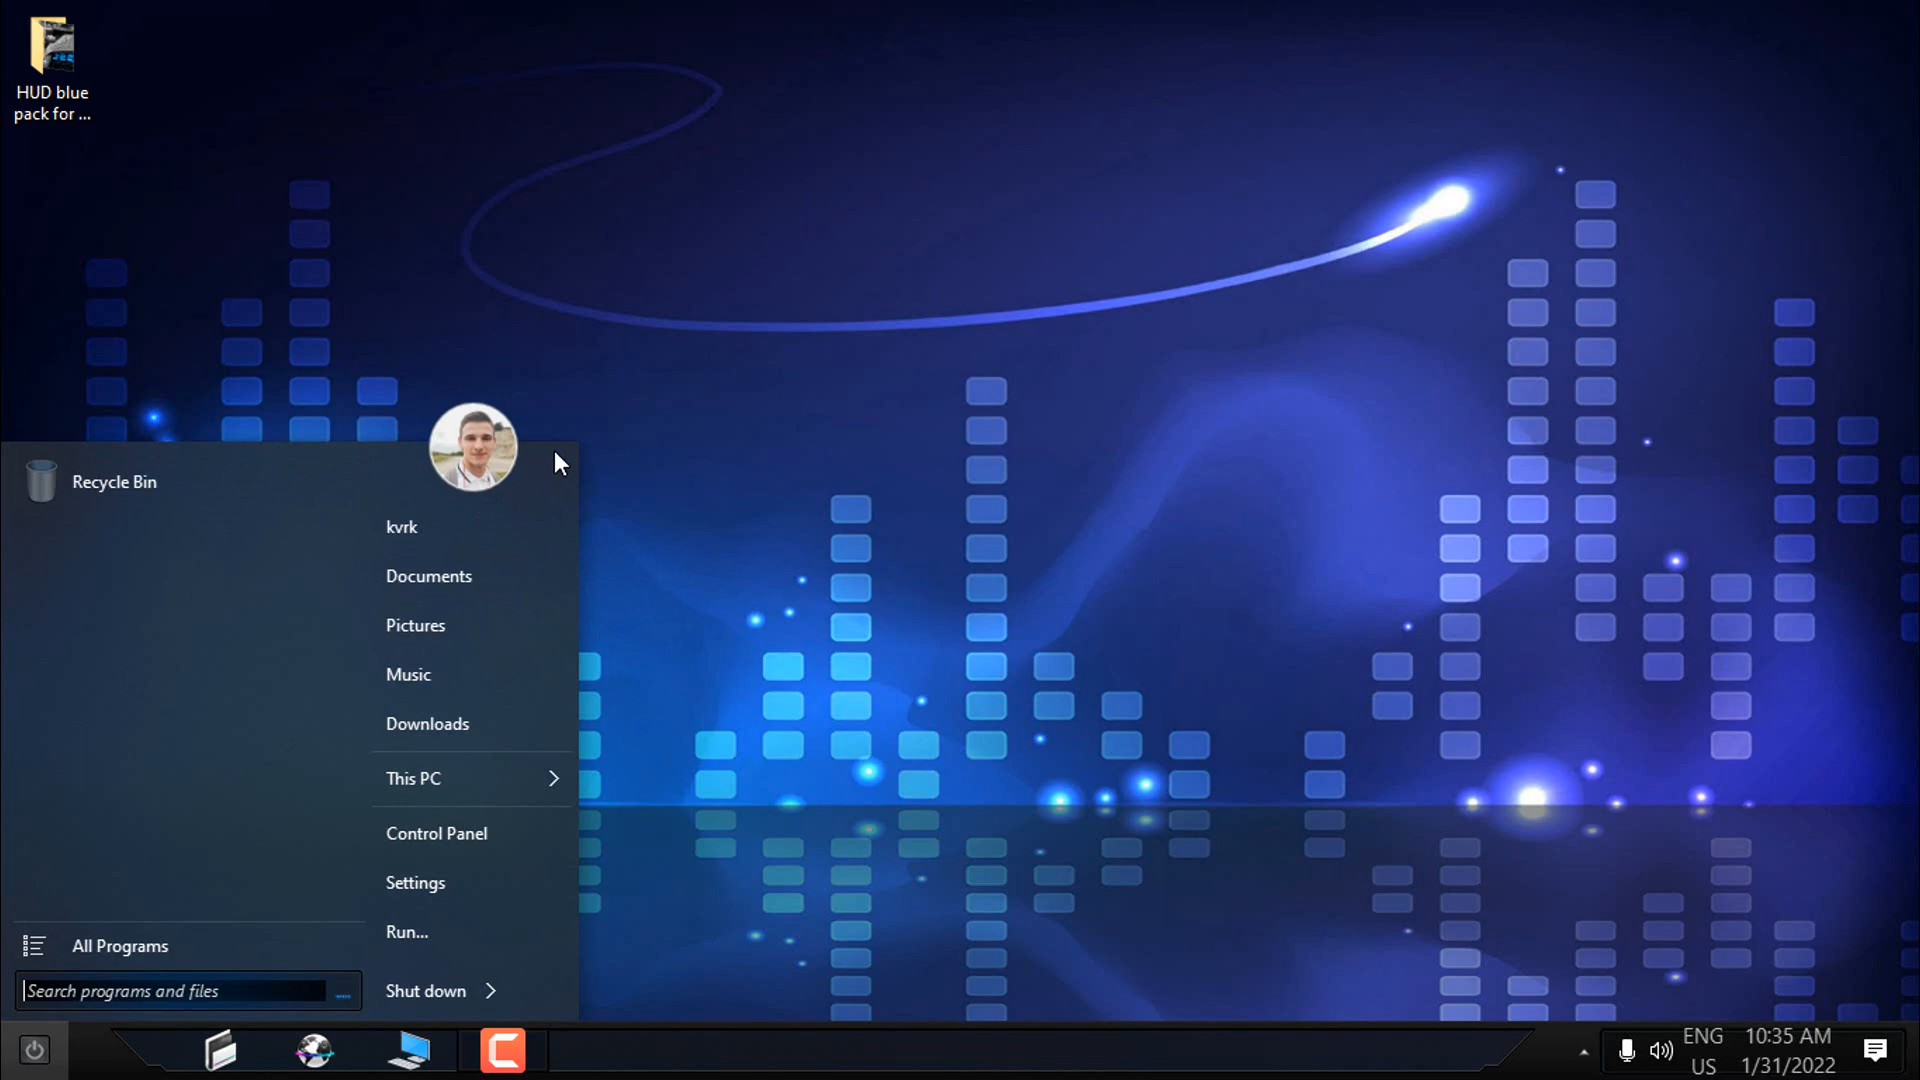 HUD blue
pack for ...
Recycle Bin
kvrk
Documents
Pictures
Music
Downloads
This PC
Control Panel
Settings
Run...
All Programs
Search programs and files
...
Shut down
ENG
US
10:35 AM
1/31/2022